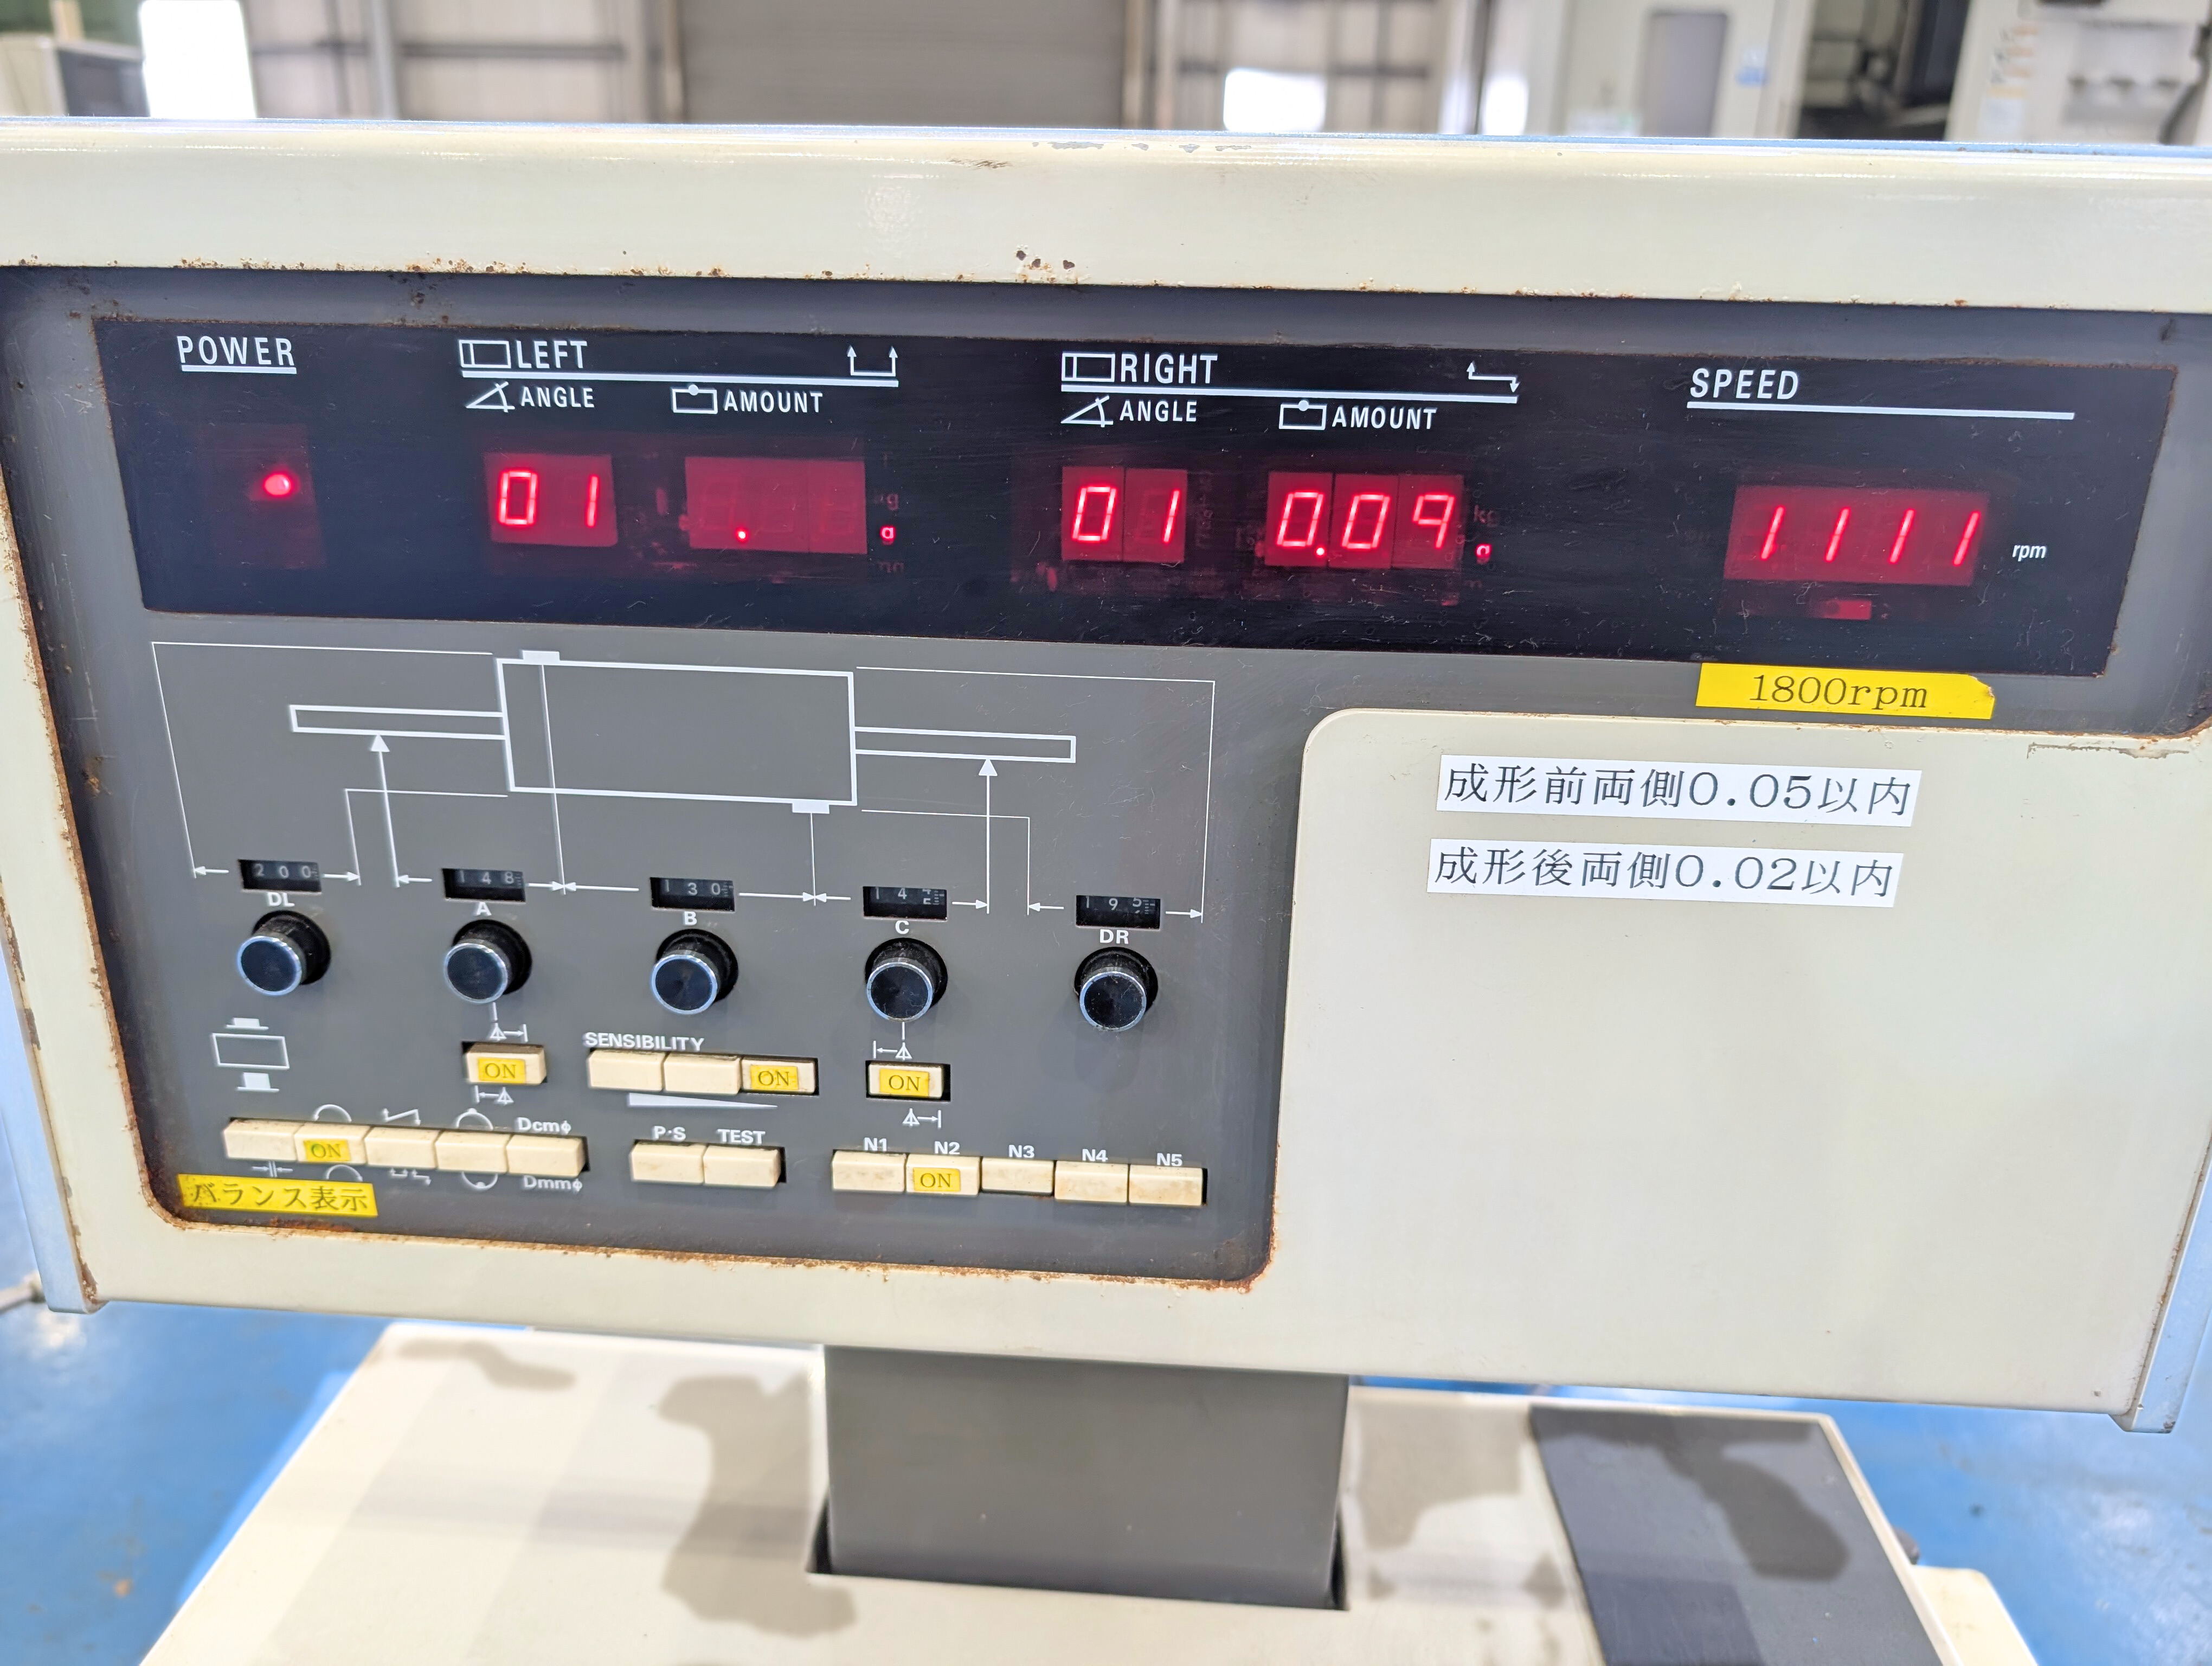 POWER
LEFT
ANGLE
AMOUNT
RIGHT
ANGLE
AMOUNT
SPEED
01
.
g
01
0.09
g
1111
rpm
1800rpm
成形前両側0.05以内
成形後両側0.02以内
200
148
130
14
195
DL
A
B
C
DR
SENSIBILITY
ON
ON
ON
Dcmφ
P·S
TEST
N1
N2
N3
N4
N5
ON
ON
Dmmφ
バランス表示